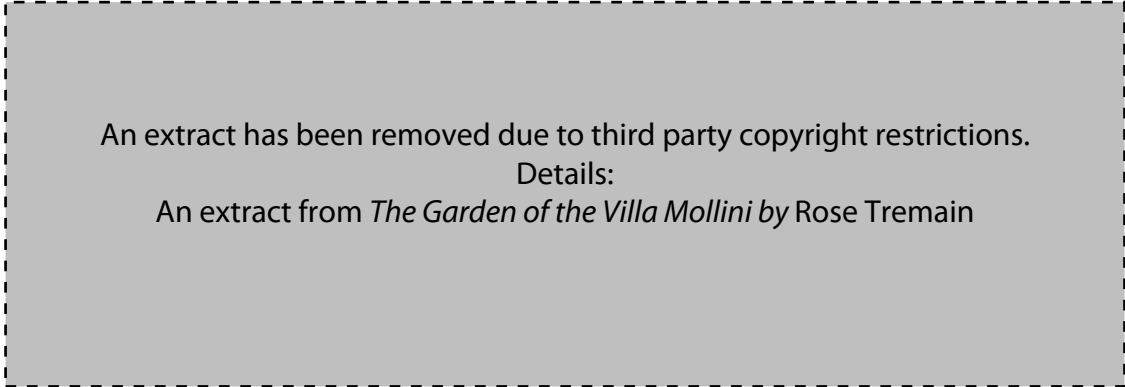 An extract has been removed due to third party copyright restrictions.
Details:
An extract from The Garden of the Villa Mollini by Rose Tremain